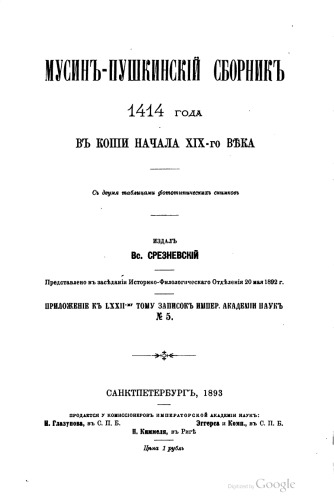 МУСИНЪ-ПУШКИНСКІЙ СБОРНИКЪ
1414 ГОДА
ВЪ КОПІИ НАЧАЛА XIX-ГО ВѢКА
Съ двумя таблицами фототипическихъ снимковъ
ИЗДАЛЪ
Вс. СРЕЗНЕВСКІЙ
Представлено въ засѣданіи Историко-Филологическаго Отдѣленія 20 мая 1892 г.
ПРИЛОЖЕНІЕ КЪ LXXII-МУ ТОМУ ЗАПИСОКЪ ИМПЕР. АКАДЕМІИ НАУКЪ
№ 5.
САНКТПЕТЕРБУРГЪ, 1893
ПРОДАЕТСЯ У КОМИССІОНЕРОВЪ ИМПЕРАТОРСКОЙ АКАДЕМІИ НАУКЪ:
И. Глазунова, въ С. П. Б.
Эггерса и Комп., въ С. П. Б.
Н. Киммеля, въ Ригѣ
Цѣна 1 рубль
Digitized by Google